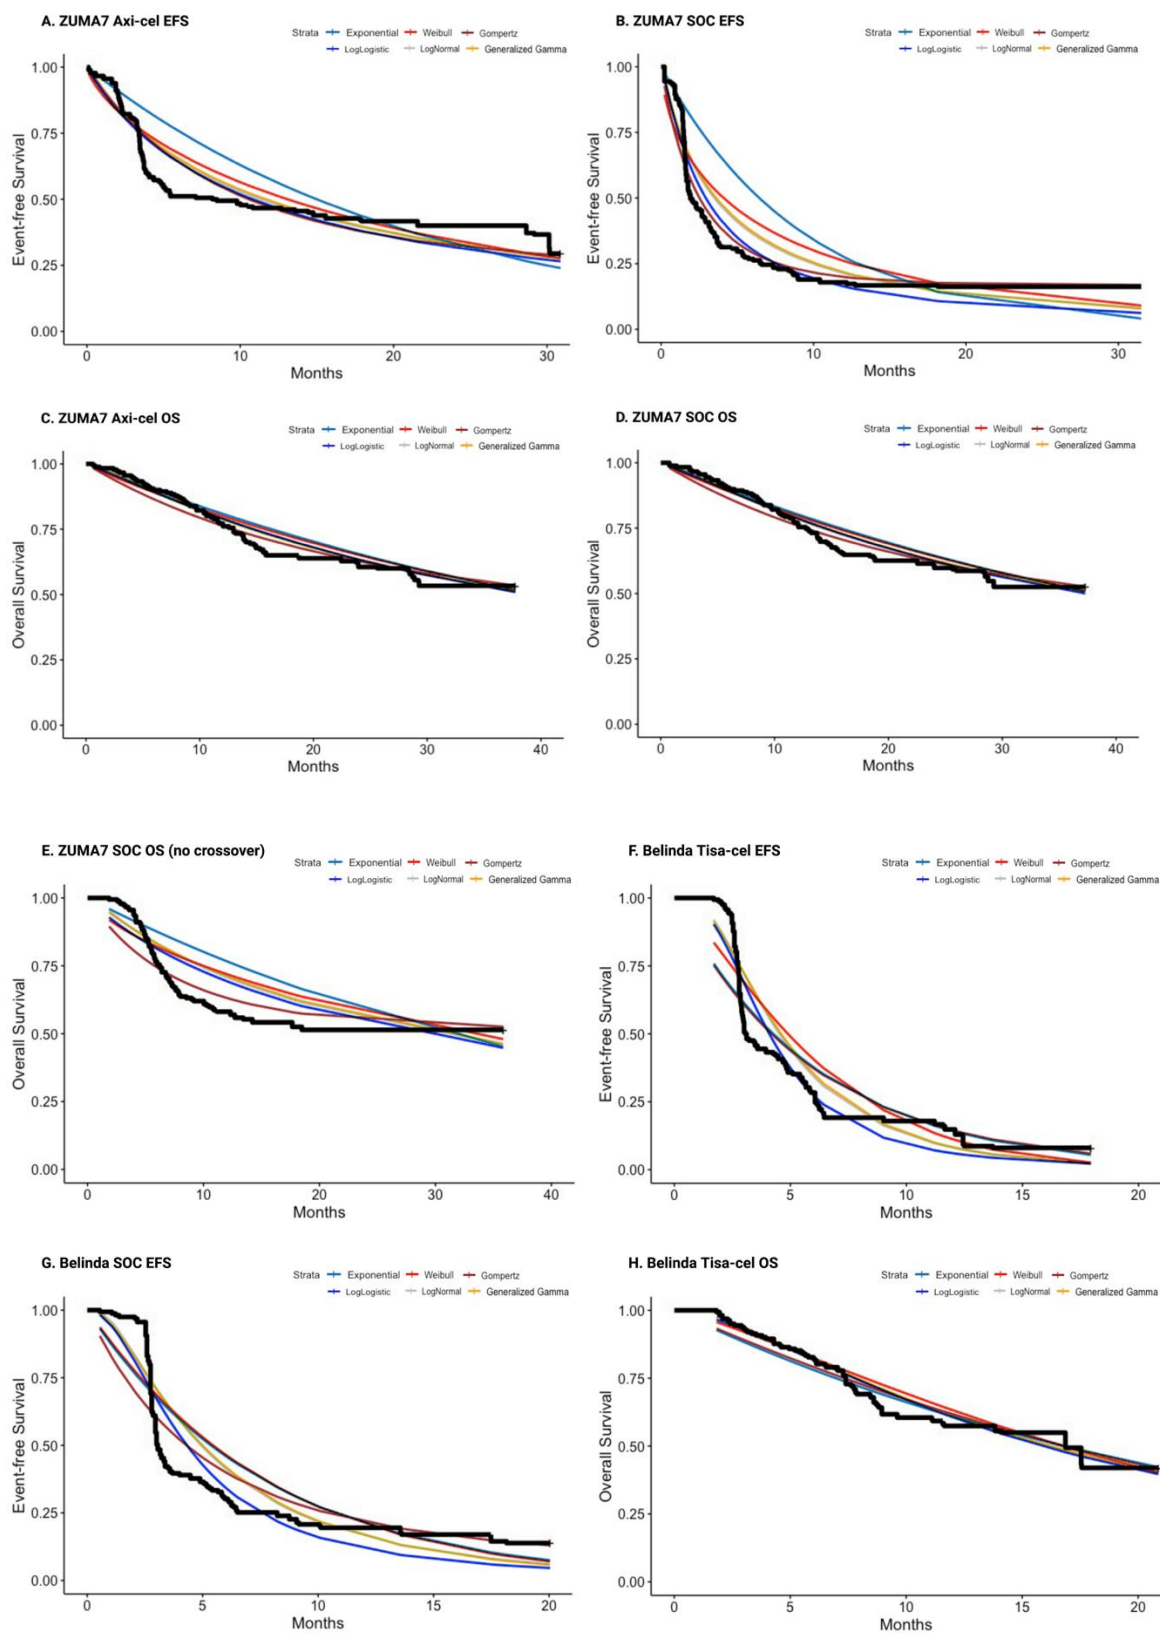 A. ZUMA7 Axi-cel EFS
Strata Exponential Weibull Gompertz
LogLogistic LogNormal Generalized Gamma
Event-free Survival
1.00
0.75
0.50
0.25
0.00
0 10 20 30
Months
B. ZUMA7 SOC EFS
Strata Exponential Weibull Gompertz
LogLogistic LogNormal Generalized Gamma
Event-free Survival
1.00
0.75
0.50
0.25
0.00
0 10 20 30
Months
C. ZUMA7 Axi-cel OS
Strata Exponential Weibull Gompertz
LogLogistic LogNormal Generalized Gamma
Overall Survival
1.00
0.75
0.50
0.25
0.00
0 10 20 30 40
Months
D. ZUMA7 SOC OS
Strata Exponential Weibull Gompertz
LogLogistic LogNormal Generalized Gamma
Overall Survival
1.00
0.75
0.50
0.25
0.00
0 10 20 30 40
Months
E. ZUMA7 SOC OS (no crossover)
Strata Exponential Weibull Gompertz
LogLogistic LogNormal Generalized Gamma
Overall Survival
1.00
0.75
0.50
0.25
0.00
0 10 20 30 40
Months
F. Belinda Tisa-cel EFS
Strata Exponential Weibull Gompertz
LogLogistic LogNormal Generalized Gamma
Event-free Survival
1.00
0.75
0.50
0.25
0.00
0 5 10 15 20
Months
G. Belinda SOC EFS
Strata Exponential Weibull Gompertz
LogLogistic LogNormal Generalized Gamma
Event-free Survival
1.00
0.75
0.50
0.25
0.00
0 5 10 15 20
Months
H. Belinda Tisa-cel OS
Strata Exponential Weibull Gompertz
LogLogistic LogNormal Generalized Gamma
Overall Survival
1.00
0.75
0.50
0.25
0.00
0 5 10 15 20
Months